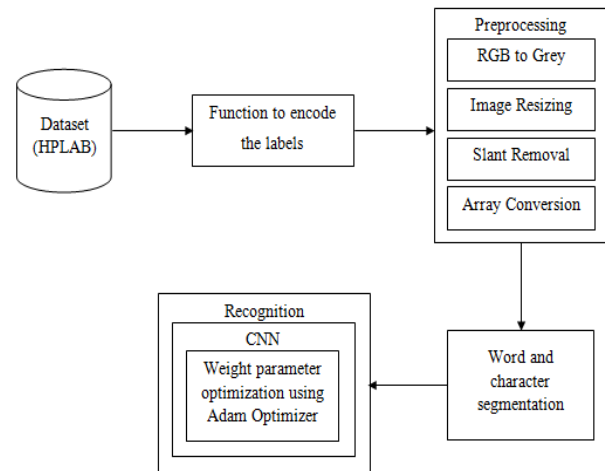 Dataset
(HPLAB)
Function to encode
the labels
Preprocessing
RGB to Grey
Image Resizing
Slant Removal
Array Conversion
Word and
character
segmentation
Recognition
CNN
Weight parameter
optimization using
Adam Optimizer